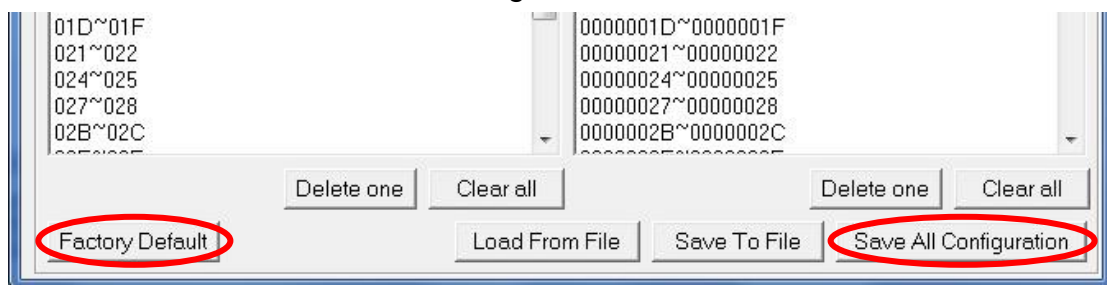 01D~01F
021~022
024~025
027~028
02B~02C
0000001D~0000001F
00000021~00000022
00000024~00000025
00000027~00000028
0000002B~0000002C
Delete one Clear all Delete one Clear all
Factory Default Load From File Save To File Save All Configuration